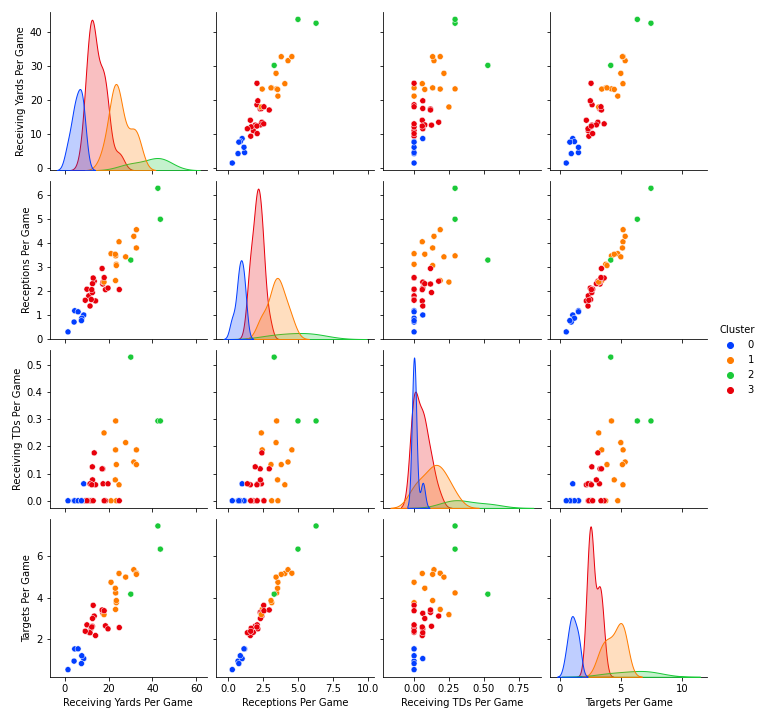 Receiving Yards Per Game
40
30
20
10
0
Receptions Per Game
6
5
4
3
2
1
0
Cluster
0
1
2
3
Receiving TDs Per Game
0.5
0.4
0.3
0.2
0.1
0.0
Targets Per Game
6
4
2
0 20 40 60
0.0 2.5 5.0 7.5 10.0
0.00 0.25 0.50 0.75
0 5 10
Receiving Yards Per Game
Receptions Per Game
Receiving TDs Per Game
Targets Per Game